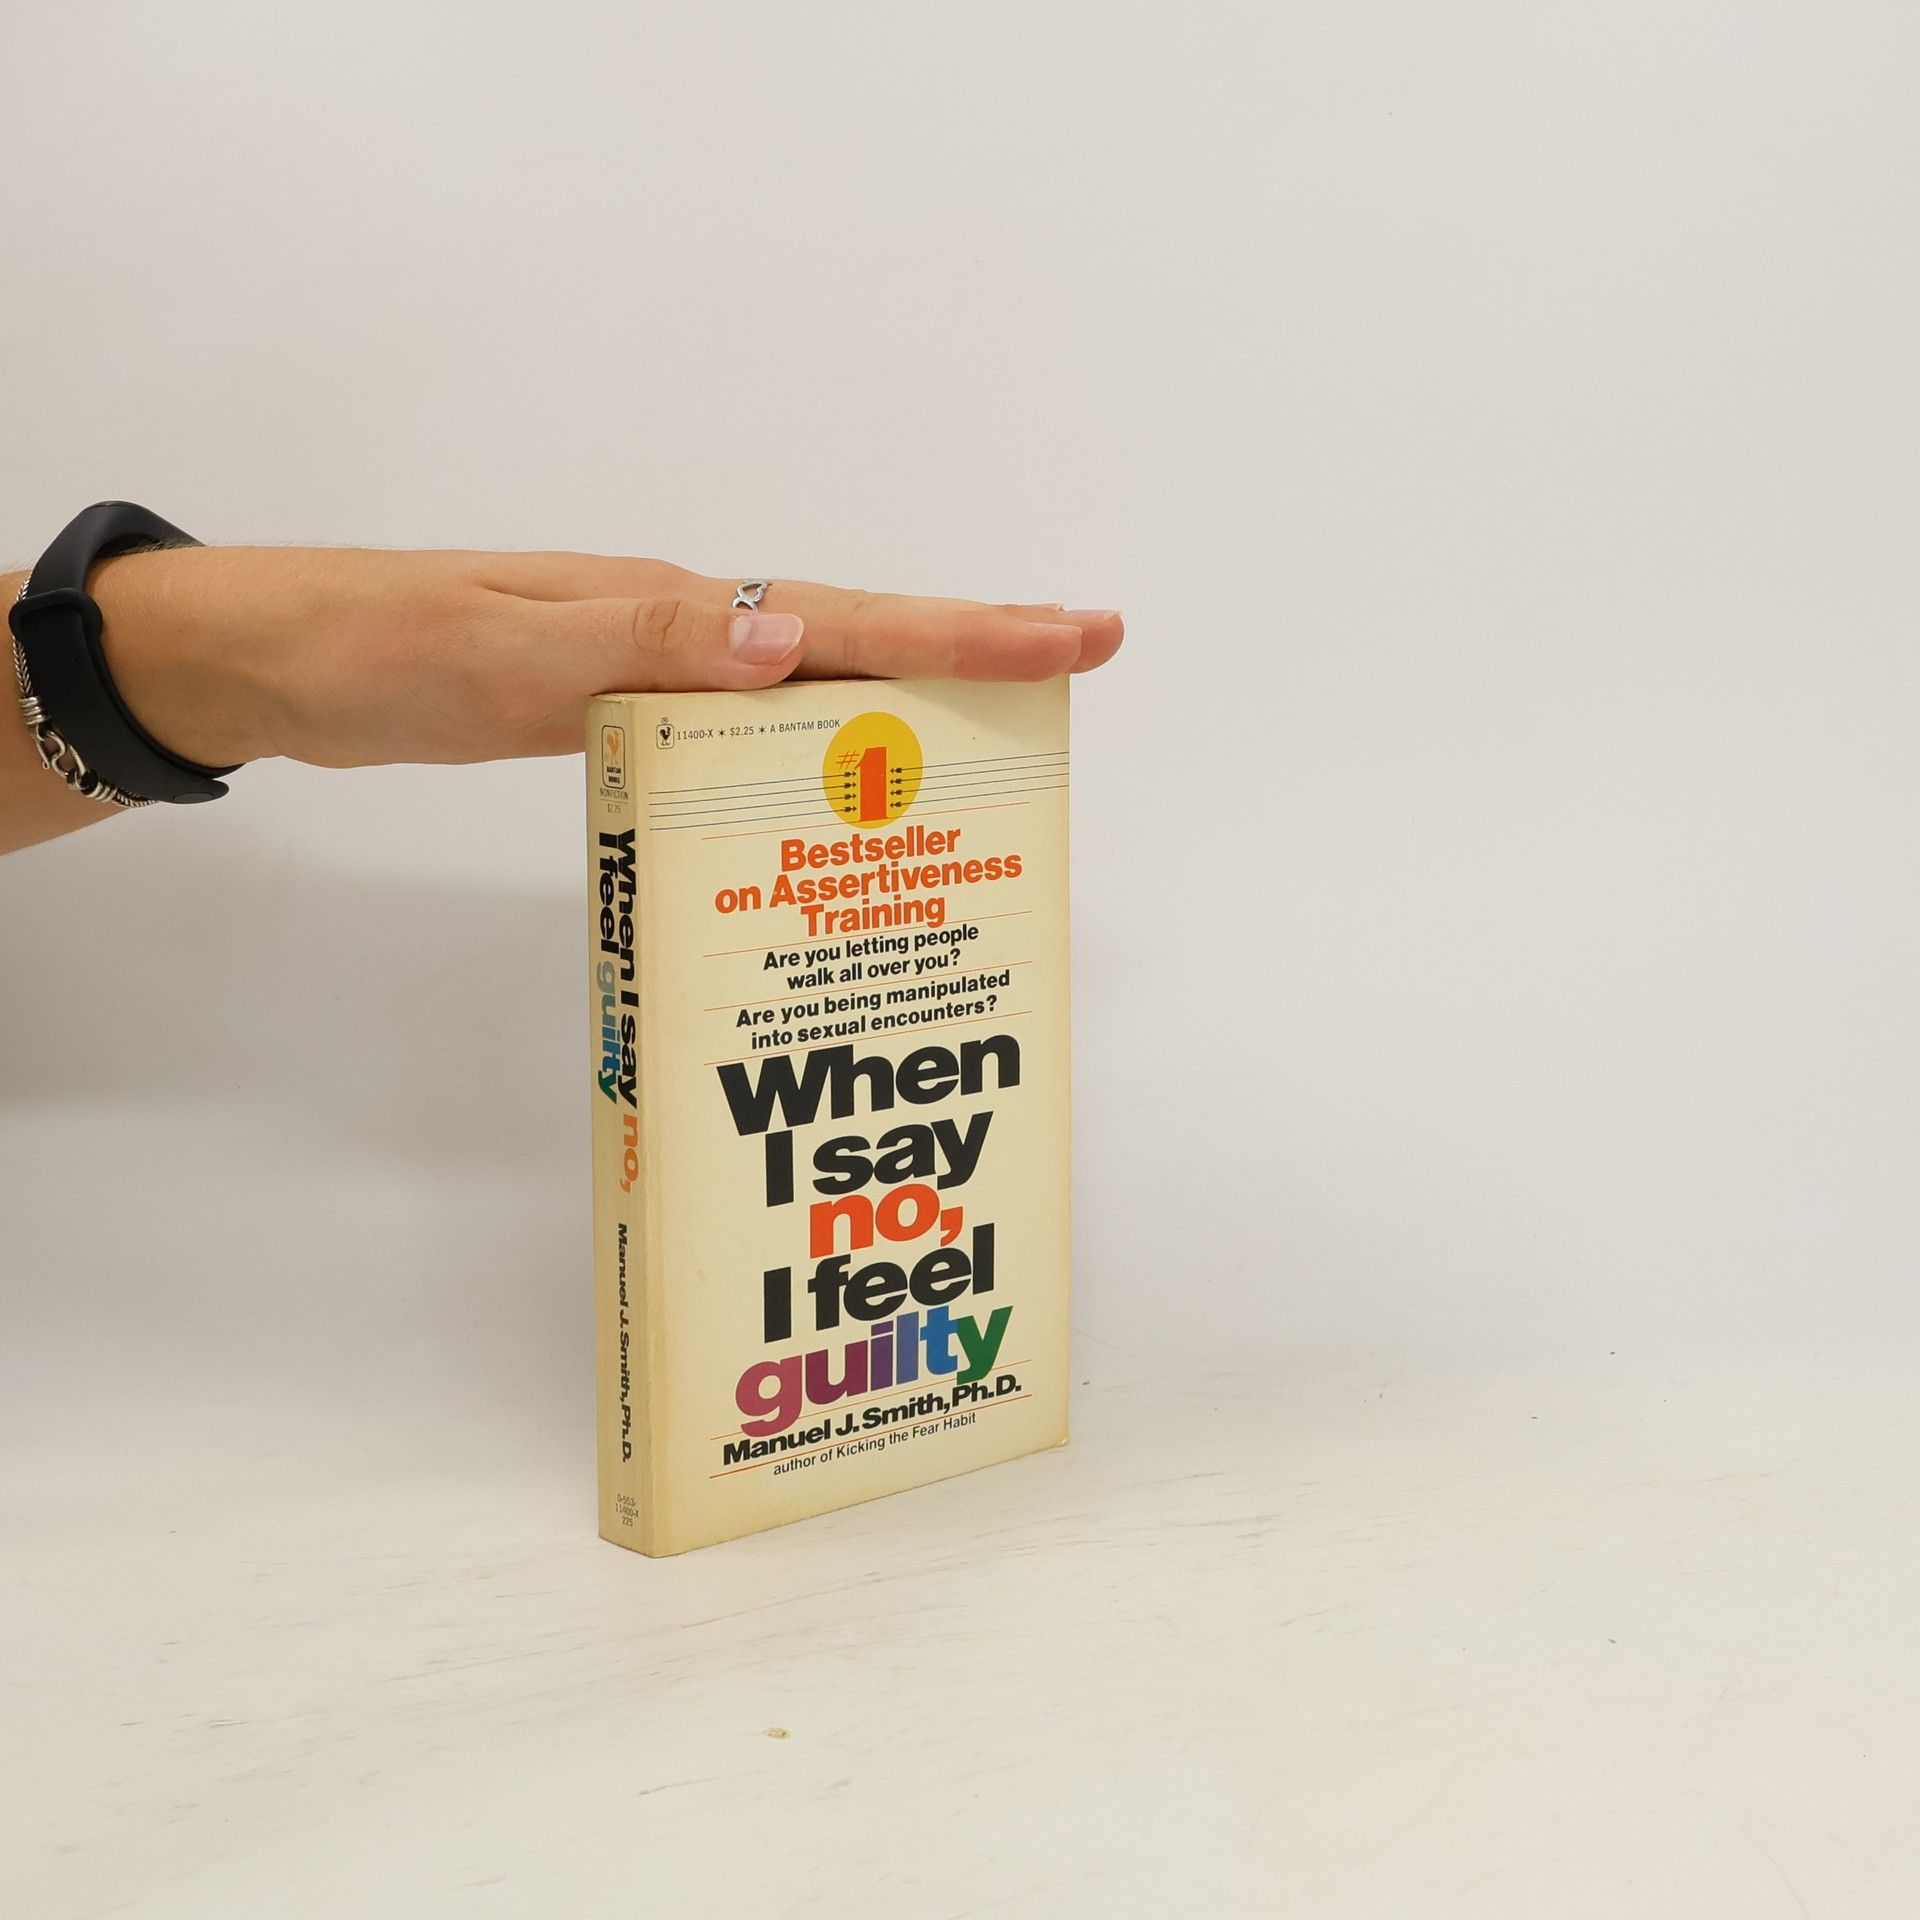 11400-X ✶ $2.25 ✶ A BANTAM BOOK
#1
Bestseller
on Assertiveness
Training
Are you letting people
walk all over you?
Are you being manipulated
into sexual encounters?
When
I say
no,
I feel
guilty
Manuel J. Smith, Ph.D.
author of Kicking the Fear Habit
BANTAM
BOOKS
NONFICTION
$2.25
When I say no,
I feel guilty
Manuel J. Smith, Ph.D.
0-553-
11400-X
225